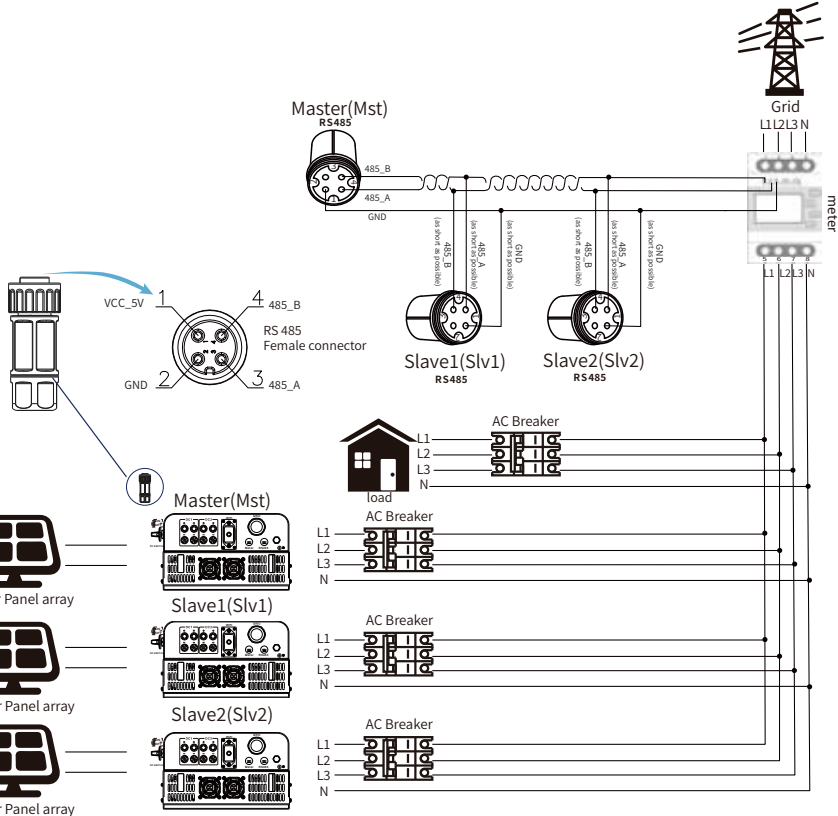 Grid
L1 L2 L3 N
Master(Mst)
RS485
485_B
485_A
GND
meter
5 6 7 8
L1 L2 L3 N
485_B
(as short as possible)
485_A
(as short as possible)
GND
(as short as possible)
485_B
(as short as possible)
485_A
(as short as possible)
GND
(as short as possible)
VCC_5V
1
4
485_B
RS 485
Female connector
GND
2
3
485_A
Slave1(Slv1)
RS485
Slave2(Slv2)
RS485
AC Breaker
L1
L2
L3
N
load
Master(Mst)
AC Breaker
L1
L2
L3
N
Panel array
Slave1(Slv1)
AC Breaker
L1
L2
L3
N
Panel array
Slave2(Slv2)
AC Breaker
L1
L2
L3
N
Panel array